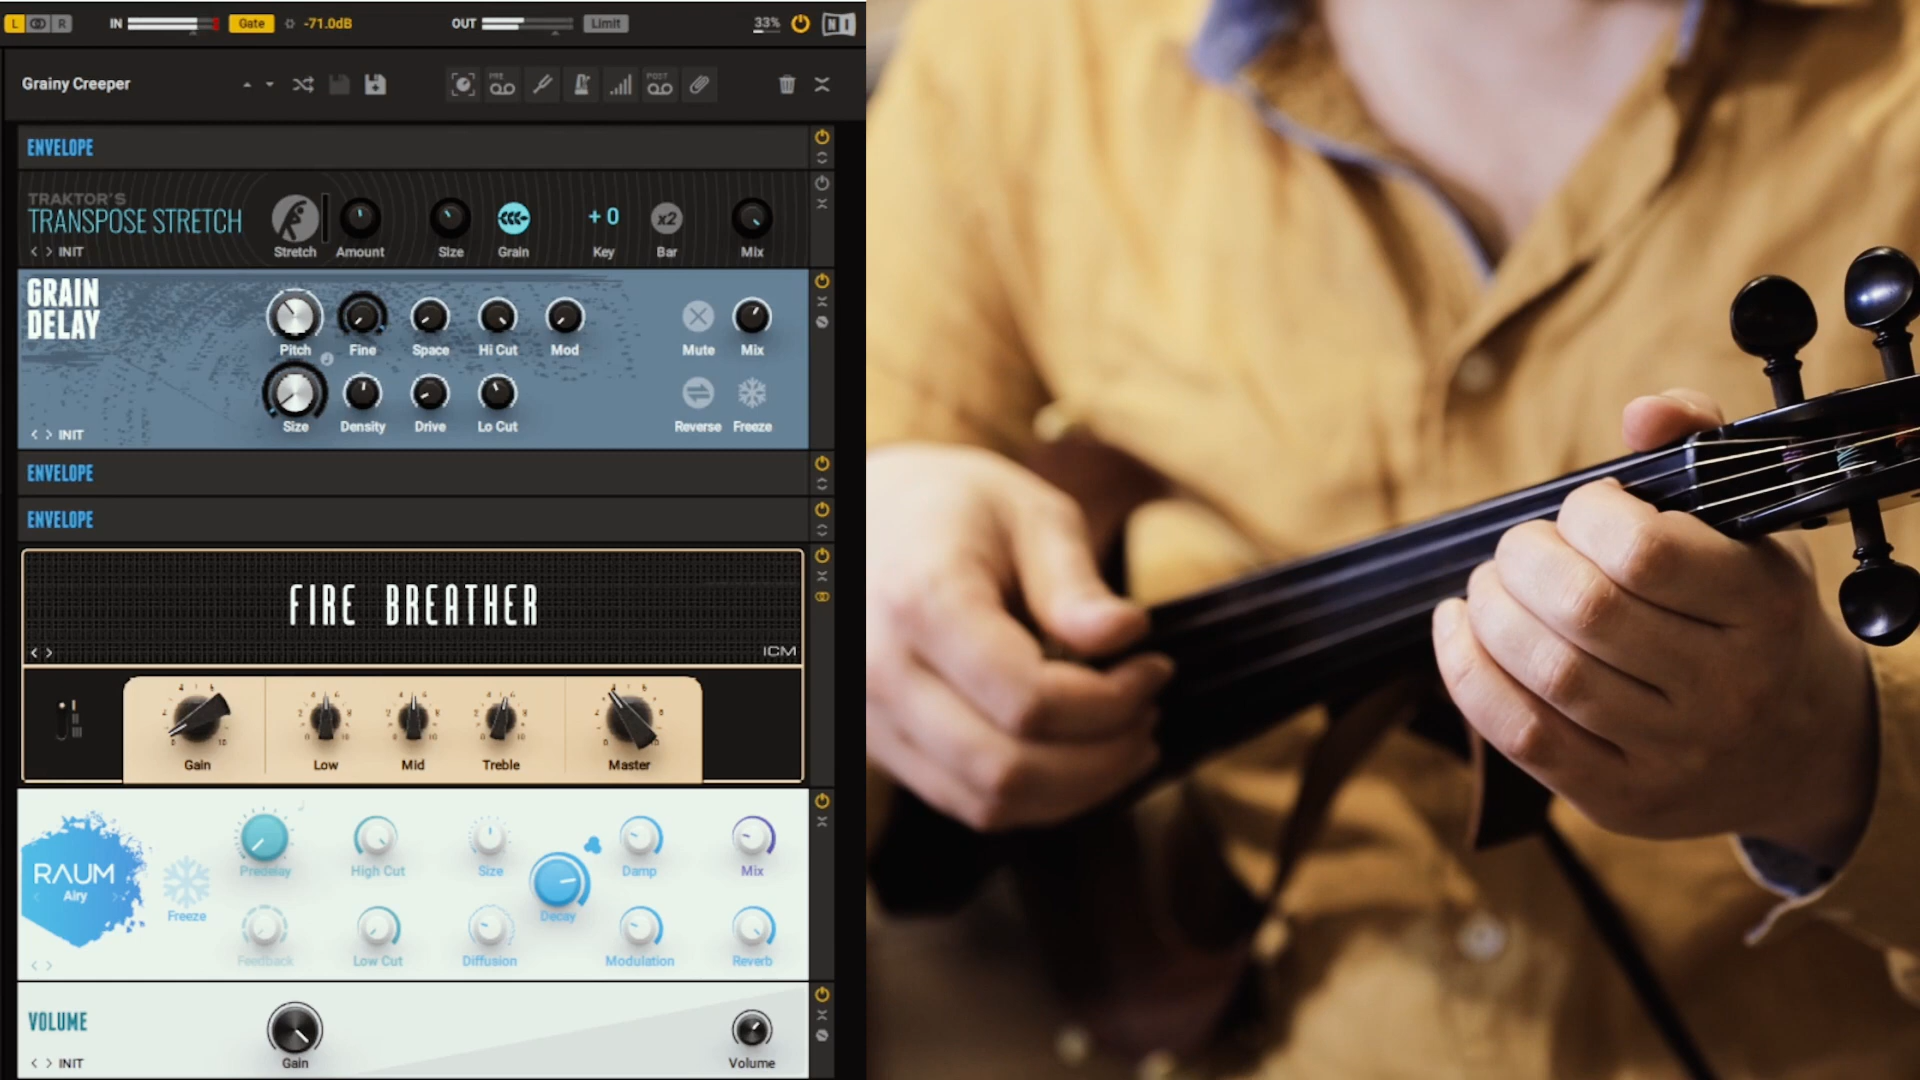 L R IN Gate -71.0dB OUT Limit 33% NI
Grainy Creeper PRE POST
ENVELOPE
TRAKTOR'S
TRANSPOSE STRETCH +0 x2
< > INIT Stretch Amount Size Grain Key Bar Mix
GRAIN
DELAY
Pitch Fine Space Hi Cut Mod Mute Mix
Size Density Drive Lo Cut Reverse Freeze
< > INIT
ENVELOPE
ENVELOPE
FIRE BREATHER
< > ICM
Gain Low Mid Treble Master
RAUM
Airy
Freeze
Predelay High Cut Size Decay Damp Mix
Feedback Low Cut Diffusion Modulation Reverb
VOLUME
< > INIT Gain Volume